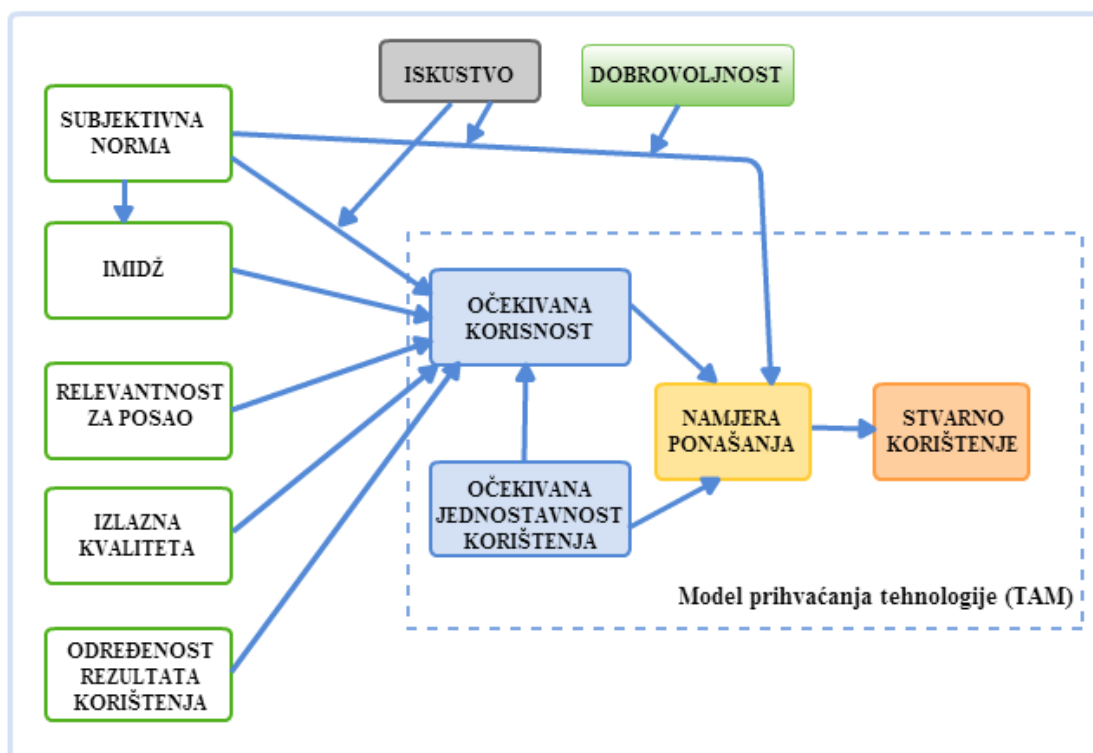 ISKUSTVO
DOBROVOLJNOST
SUBJEKTIVNA
NORMA
IMIDŽ
OČEKIVANA
KORISNOST
RELEVANTNOST
ZA POSAO
NAMJERA
PONAŠANJA
STVARNO
KORIŠTENJE
OČEKIVANA
JEDNOSTAVNOST
KORIŠTENJA
IZLAZNA
KVALITETA
Model prihvaćanja tehnologije (TAM)
ODREĐENOST
REZULTATA
KORIŠTENJA